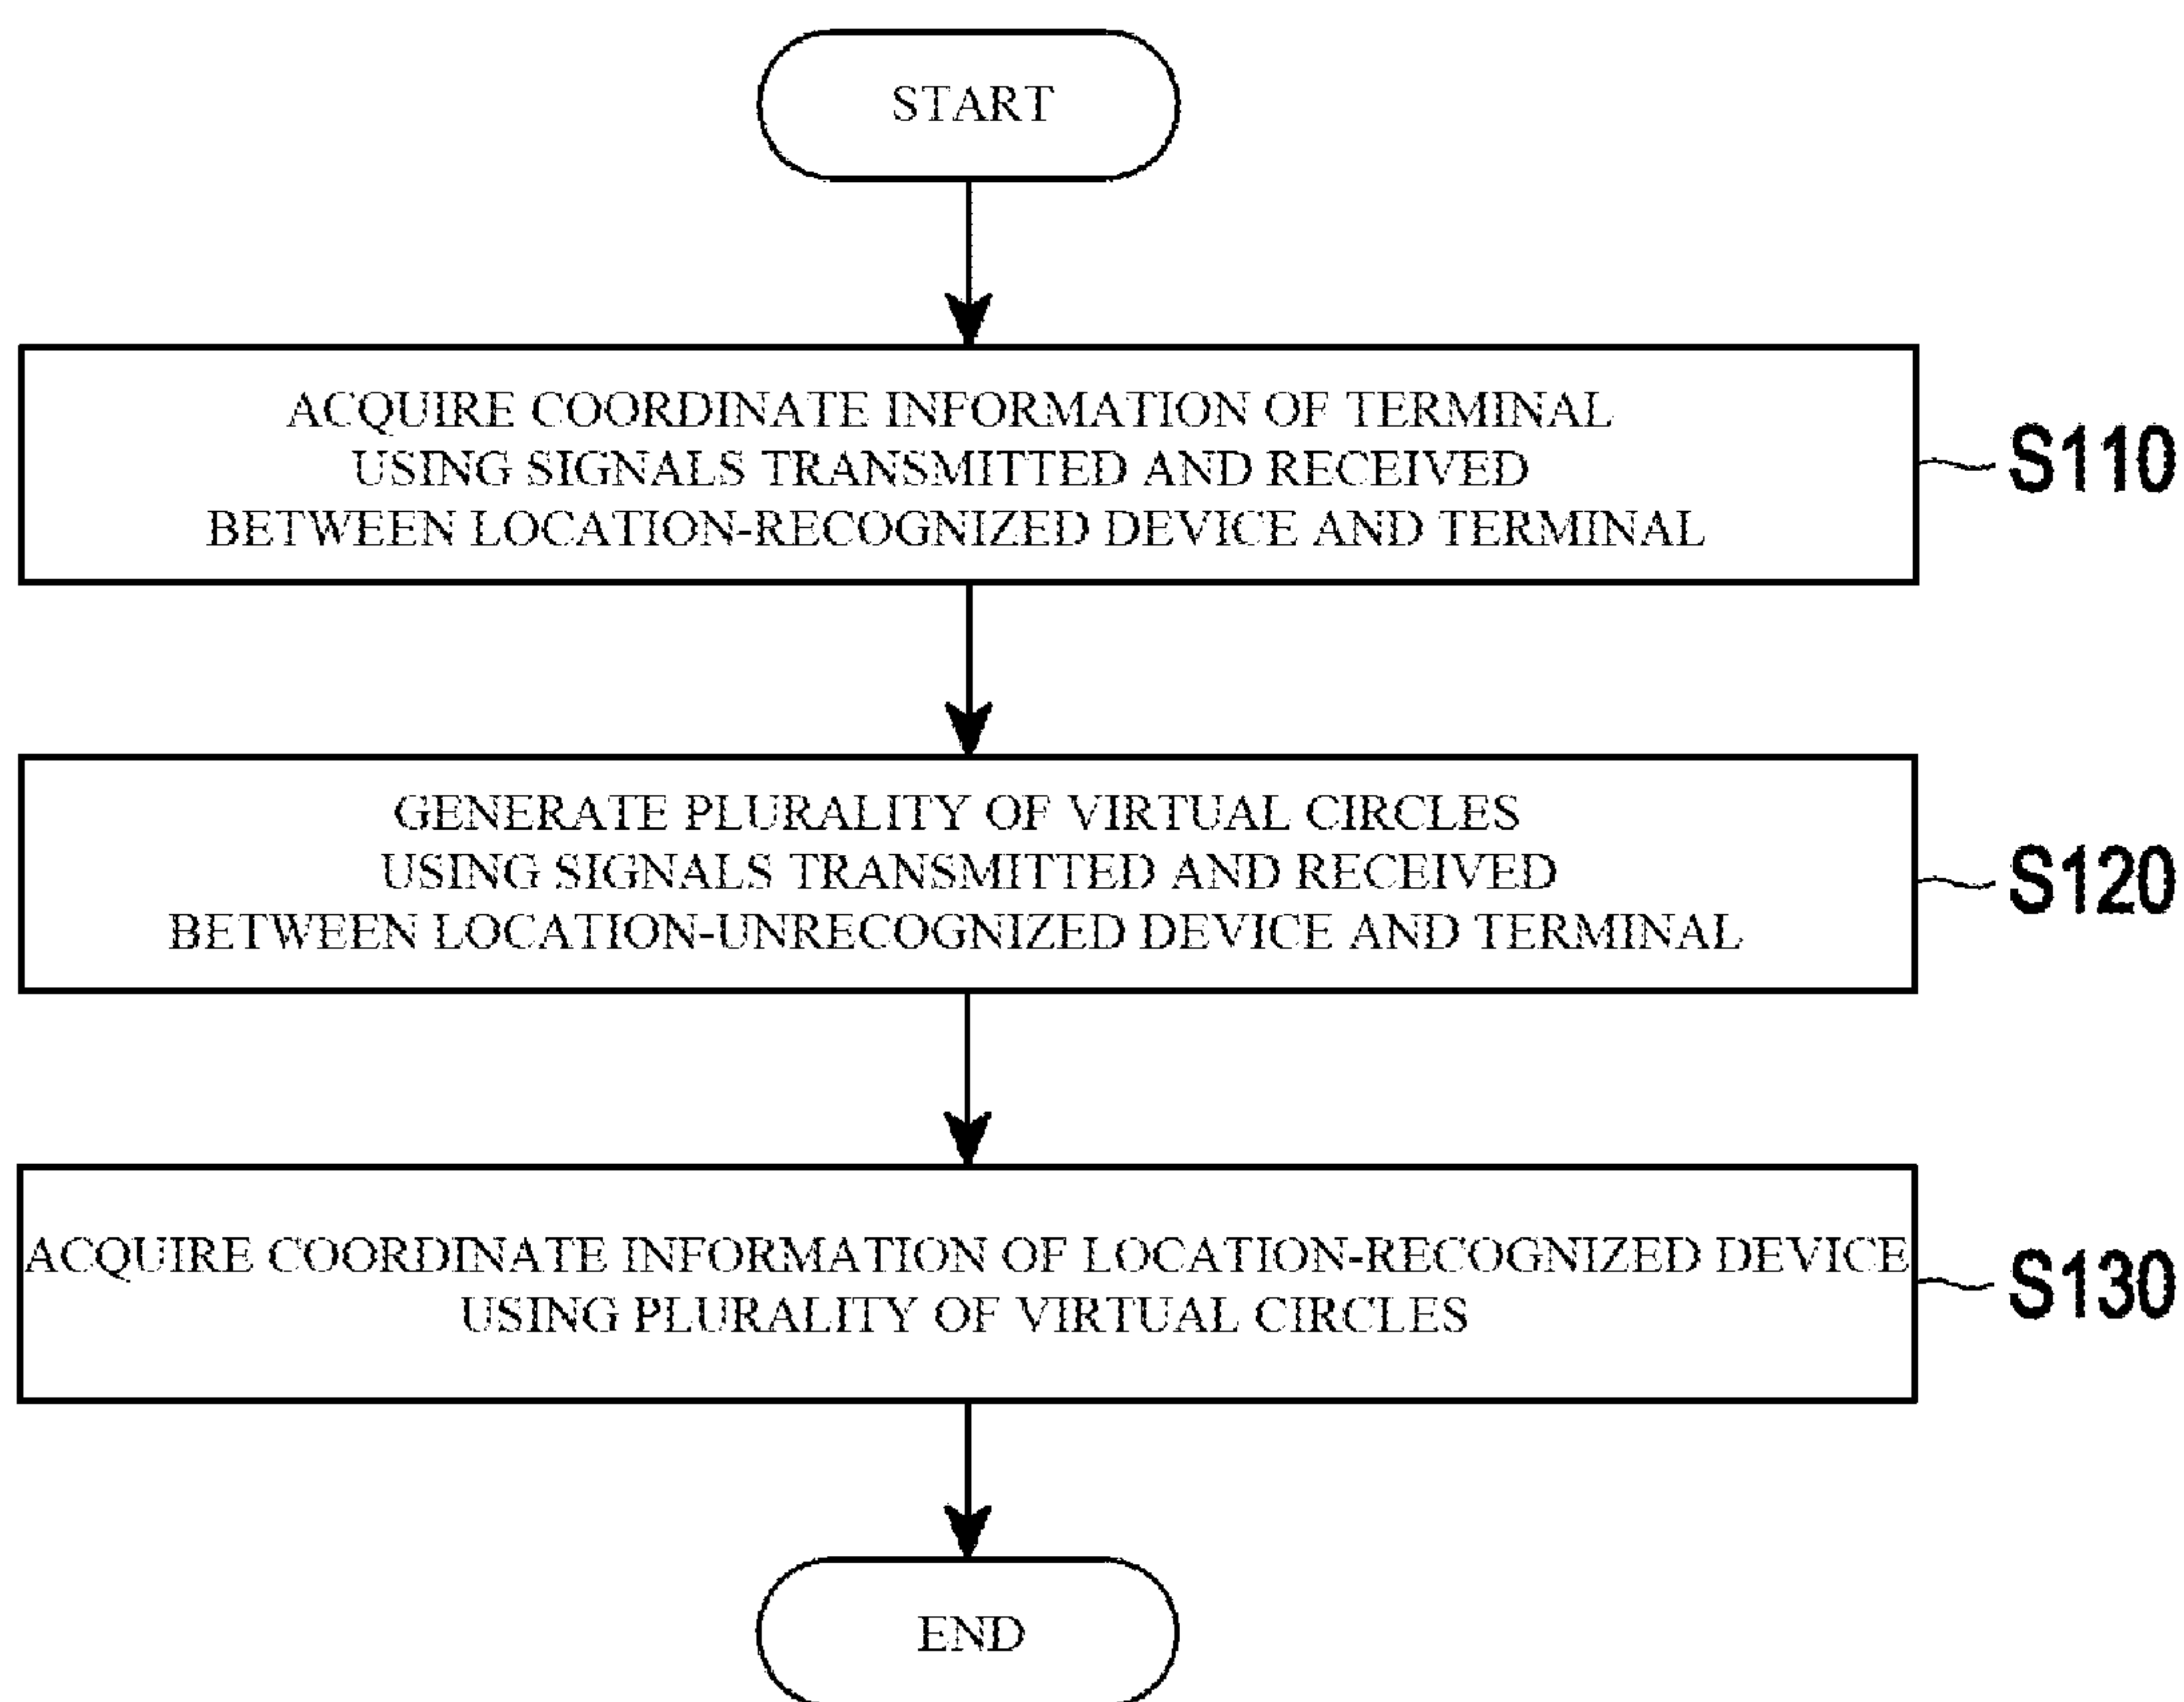 START
ACQUIRE COORDINATE INFORMATION OF TERMINAL
USING SIGNALS TRANSMITTED AND RECEIVED
BETWEEN LOCATION-RECOGNIZED DEVICE AND TERMINAL
S110
GENERATE PLURALITY OF VIRTUAL CIRCLES
USING SIGNALS TRANSMITTED AND RECEIVED
BETWEEN LOCATION-UNRECOGNIZED DEVICE AND TERMINAL
S120
ACQUIRE COORDINATE INFORMATION OF LOCATION-RECOGNIZED DEVICE
USING PLURALITY OF VIRTUAL CIRCLES
S130
END